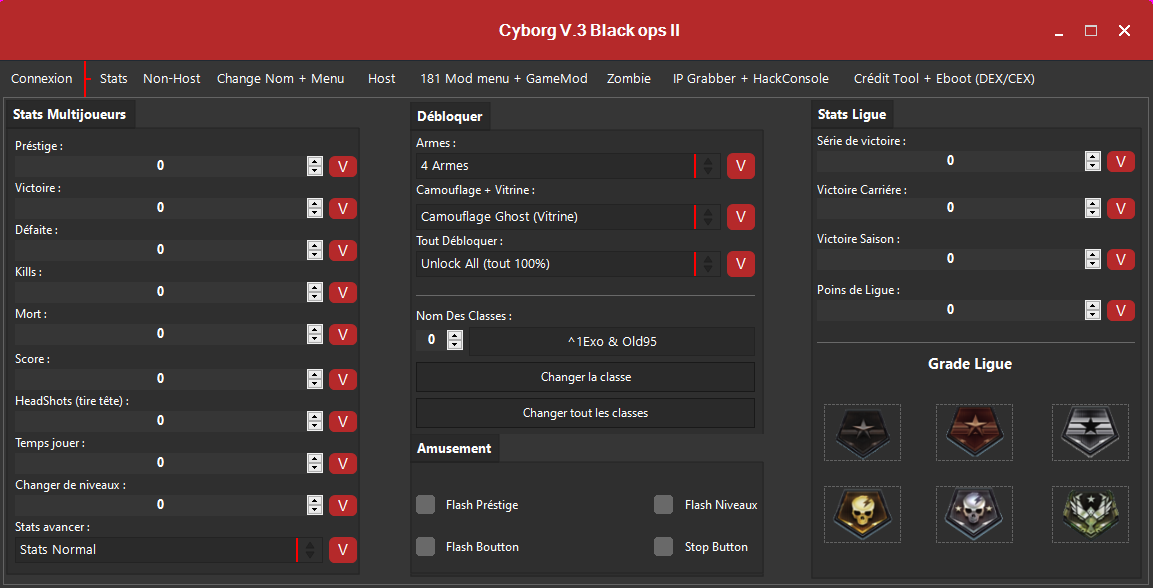 Cyborg V.3 Black ops II
Connexion Stats Non-Host Change Nom + Menu Host 181 Mod menu + GameMod Zombie IP Grabber + HackConsole Crédit Tool + Eboot (DEX/CEX)
Stats Multijoueurs
Préstige :
0 V
Victoire :
0 V
Défaite :
0 V
Kills :
0 V
Mort :
0 V
Score :
0 V
HeadShots (tire tête) :
0 V
Temps jouer :
0 V
Changer de niveaux :
0 V
Stats avancer :
Stats Normal V
Débloquer
Armes :
4 Armes V
Camouflage + Vitrine :
Camouflage Ghost (Vitrine) V
Tout Débloquer :
Unlock All (tout 100%) V
Nom Des Classes :
0 ^1Exo & Old95
Changer la classe
Changer tout les classes
Amusement
Flash Préstige Flash Niveaux
Flash Boutton Stop Button
Stats Ligue
Série de victoire :
0 V
Victoire Carriére :
0 V
Victoire Saison :
0 V
Poins de Ligue :
0 V
Grade Ligue